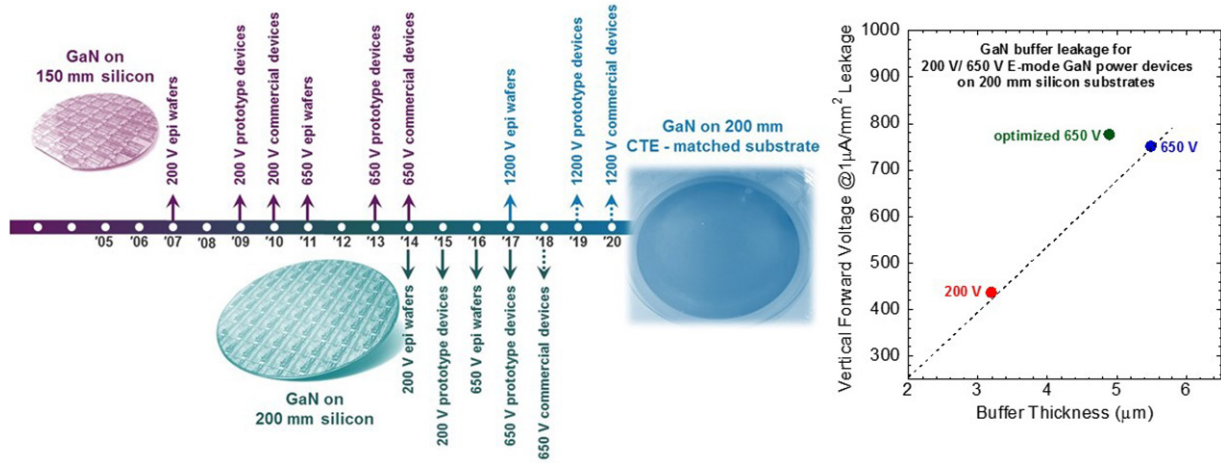 GaN on
150 mm silicon
200 V epi wafers
200 V prototype devices
200 V commercial devices
650 V epi wafers
650 V prototype devices
650 V commercial devices
1200 V epi wafers
1200 V prototype devices
1200 V commercial devices
GaN on 200 mm
CTE - matched substrate
'05 '06 '07 '08 '09 '10 '11 '12 '13 '14 '15 '16 '17 '18 '19 '20
200 V epi wafers
200 V prototype devices
650 V epi wafers
650 V prototype devices
650 V commercial devices
GaN on
200 mm silicon
Vertical Forward Voltage @1μA/mm² Leakage
1000
900
800
700
600
500
400
300
GaN buffer leakage for
200 V/ 650 V E-mode GaN power devices
on 200 mm silicon substrates
optimized 650 V
650 V
200 V
2 3 4 5 6
Buffer Thickness (μm)